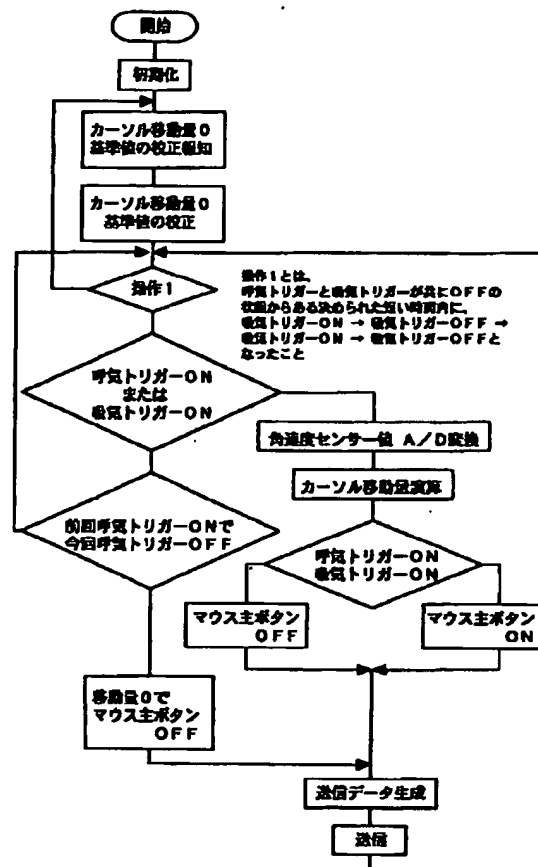 開始
初期化
カーソル移動量0
基準値の校正報知
カーソル移動量0
基準値の校正
操作1
操作1とは、
呼気トリガーと吸気トリガーが共にOFFの
状態からある決められた短い時間内に、
吸気トリガーON → 吸気トリガーOFF →
吸気トリガーON → 吸気トリガーOFFと
なったこと
呼気トリガーON
または
吸気トリガーON
角速度センサー値 A/D変換
カーソル移動量演算
前回呼気トリガーONで
今回呼気トリガーOFF
呼気トリガーON
吸気トリガーON
マウス主ボタン
OFF
マウス主ボタン
ON
移動量0で
マウス主ボタン
OFF
送信データ生成
送信